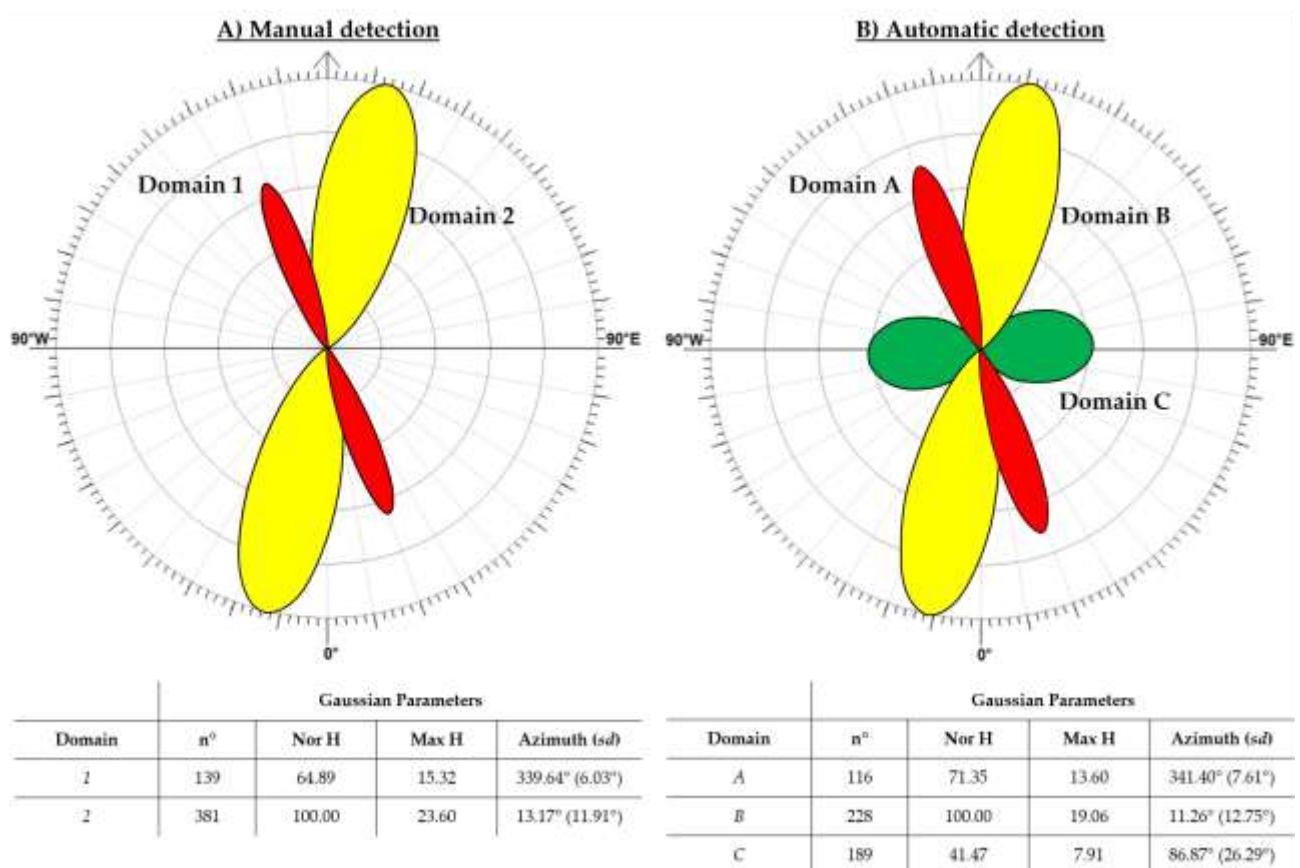 A) Manual detection
Domain 1
Domain 2
90°W
90°E
0°
Gaussian Parameters
Domain n° Nor H Max H Azimuth (sd)
1 139 64.89 15.32 339.64° (6.03°)
2 381 100.00 23.60 13.17° (11.91°)
B) Automatic detection
Domain A
Domain B
90°W
90°E
Domain C
0°
Gaussian Parameters
Domain n° Nor H Max H Azimuth (sd)
A 116 71.35 13.60 341.40° (7.61°)
B 228 100.00 19.06 11.26° (12.75°)
C 189 41.47 7.91 86.87° (26.29°)